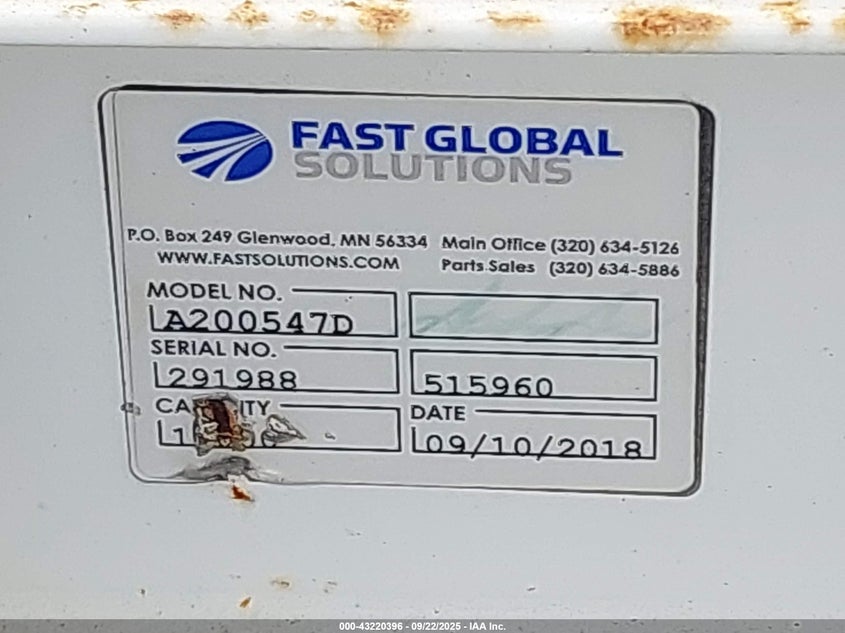 FAST GLOBAL
SOLUTIONS
P.O. Box 249 Glenwood, MN 56334 Main Office (320) 634-5126
WWW.FASTSOLUTIONS.COM Parts Sales (320) 634-5886
MODEL NO.
A200547D
SERIAL NO.
291988 515960
DATE
09/10/2018
000-43220396 - 09/22/2025 - IAA Inc.